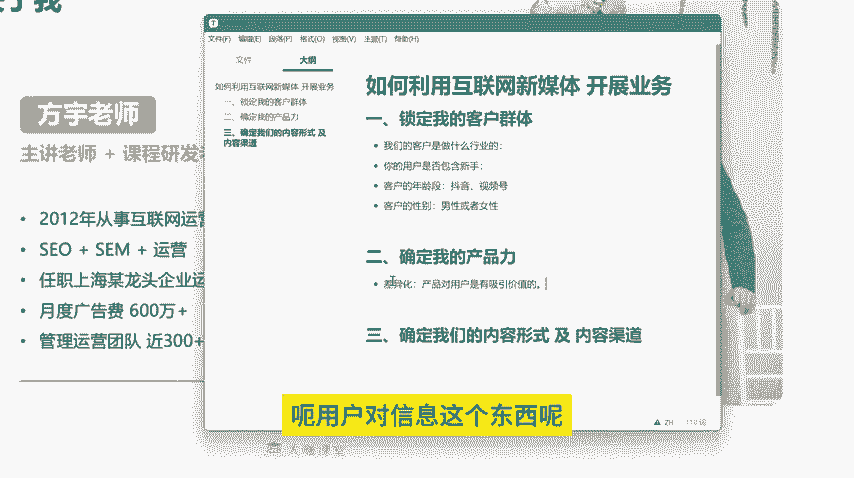 于我
文件(F) 编辑(E) 段落(P) 格式(O) 视图(V) 主题(T) 帮助(H)
文件 大纲
如何利用互联网新媒体 开展业务
一、锁定我的客户群体
二、确定我的产品力
三、确定我们的内容形式 及
内容渠道
如何利用互联网新媒体 开展业务
一、锁定我的客户群体
我们的客户是做什么行业的：
你的用户是否包含新手：
客户的年龄段：抖音、视频号
客户的性别：男性或者女性
二、确定我的产品力
差异化：产品对用户是有吸引价值的。
三、确定我们的内容形式 及 内容渠道
ZH
方宇老师
主讲老师 + 课程研发
2012年从事互联网运营
SEO + SEM + 运营
任职上海某龙头企业运
月度广告费 600万+
管理运营团队 近300+
呃用户对信息这个东西呢